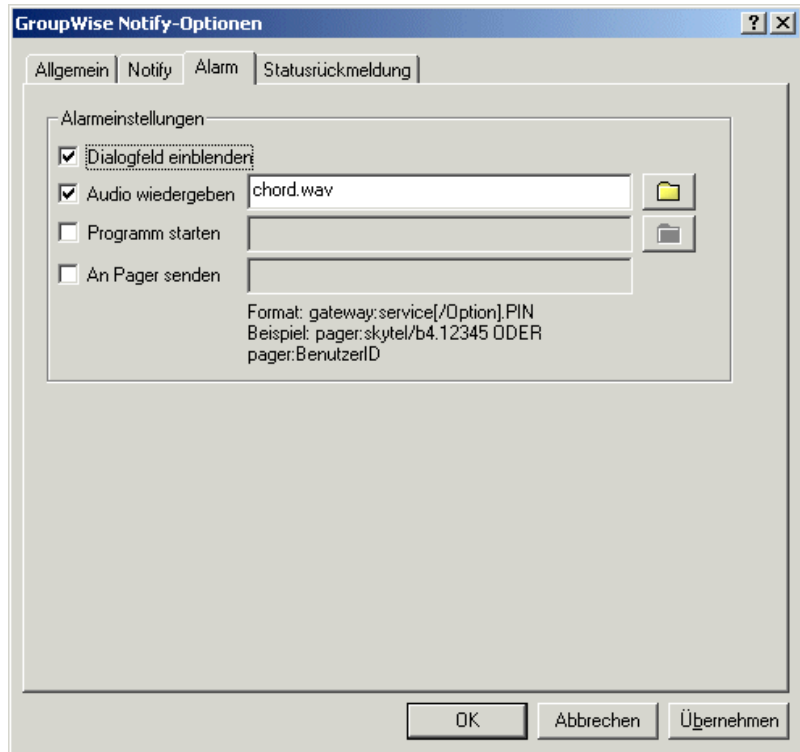 GroupWise Notify-Optionen
Allgemein Notify Alarm Statusrückmeldung
Alarmeinstellungen
Dialogfeld einblenden
Audio wiedergeben chord.wav
Programm starten
An Pager senden
Format: gateway:service[/Option].PIN
Beispiel: pager:skytel/b4.12345 ODER
pager:BenutzerID
OK Abbrechen Übernehmen